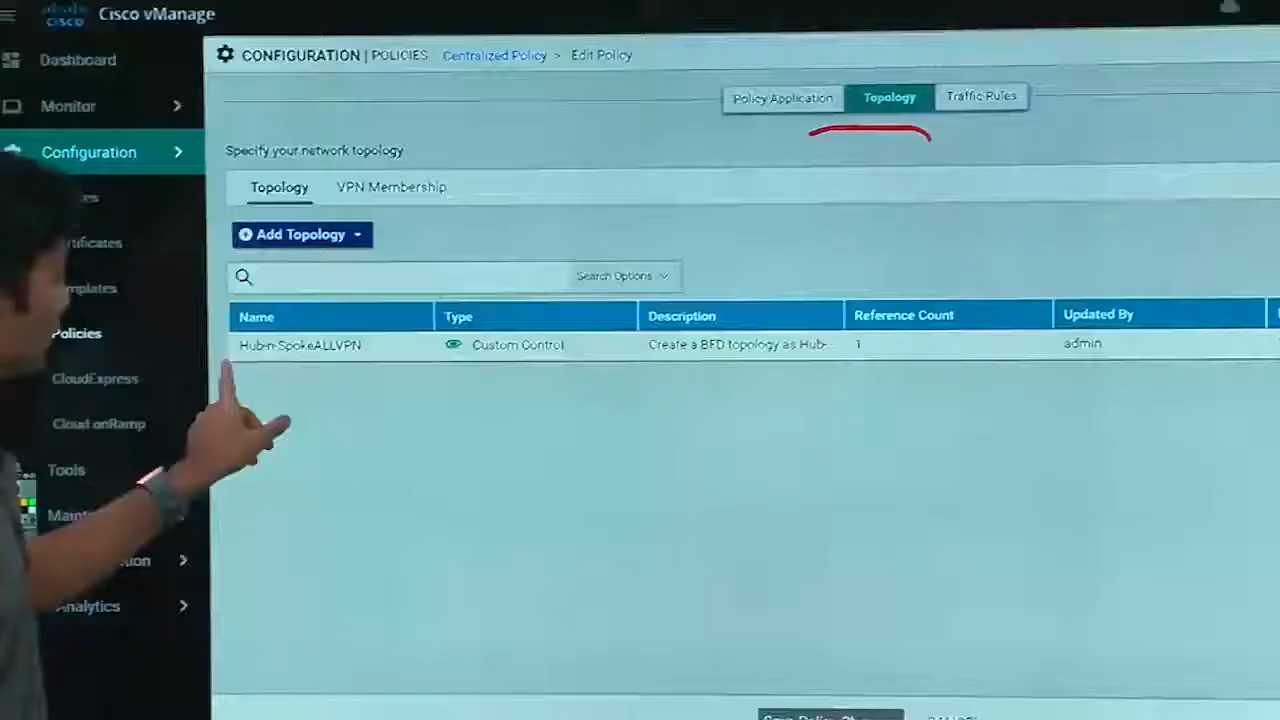 CISCO Cisco vManage
Dashboard
Monitor
Configuration
Policies
CloudExpress
Cloud onRamp
Tools
Analytics
CONFIGURATION | POLICIES Centralized Policy > Edit Policy
Policy Application Topology Traffic Rules
Specify your network topology
Topology VPN Membership
Add Topology
Search Options
Name Type Description Reference Count Updated By
Hub-n-SpokeALLVPN Custom Control Create a BFD topology as Hub-.. 1 admin